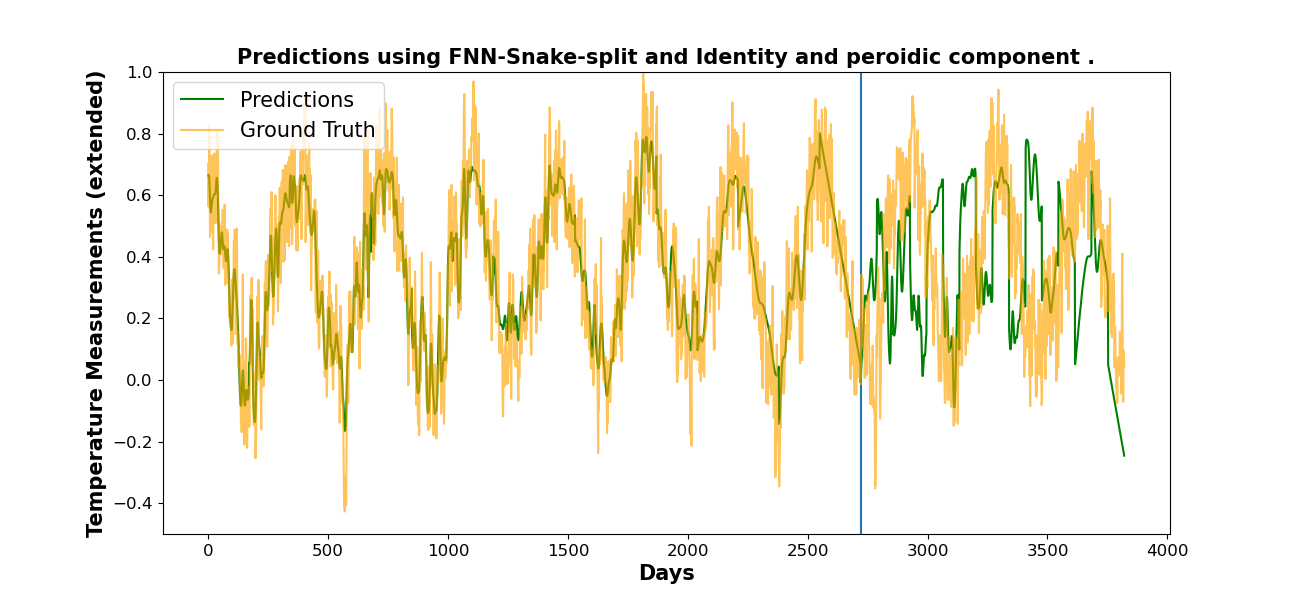 Predictions using FNN-Snake-split and Identity and peroidic component .
Temperature Measurements (extended)
1.0
0.8
0.6
0.4
0.2
0.0
−0.2
−0.4
Predictions
Ground Truth
0 500 1000 1500 2000 2500 3000 3500 4000
Days